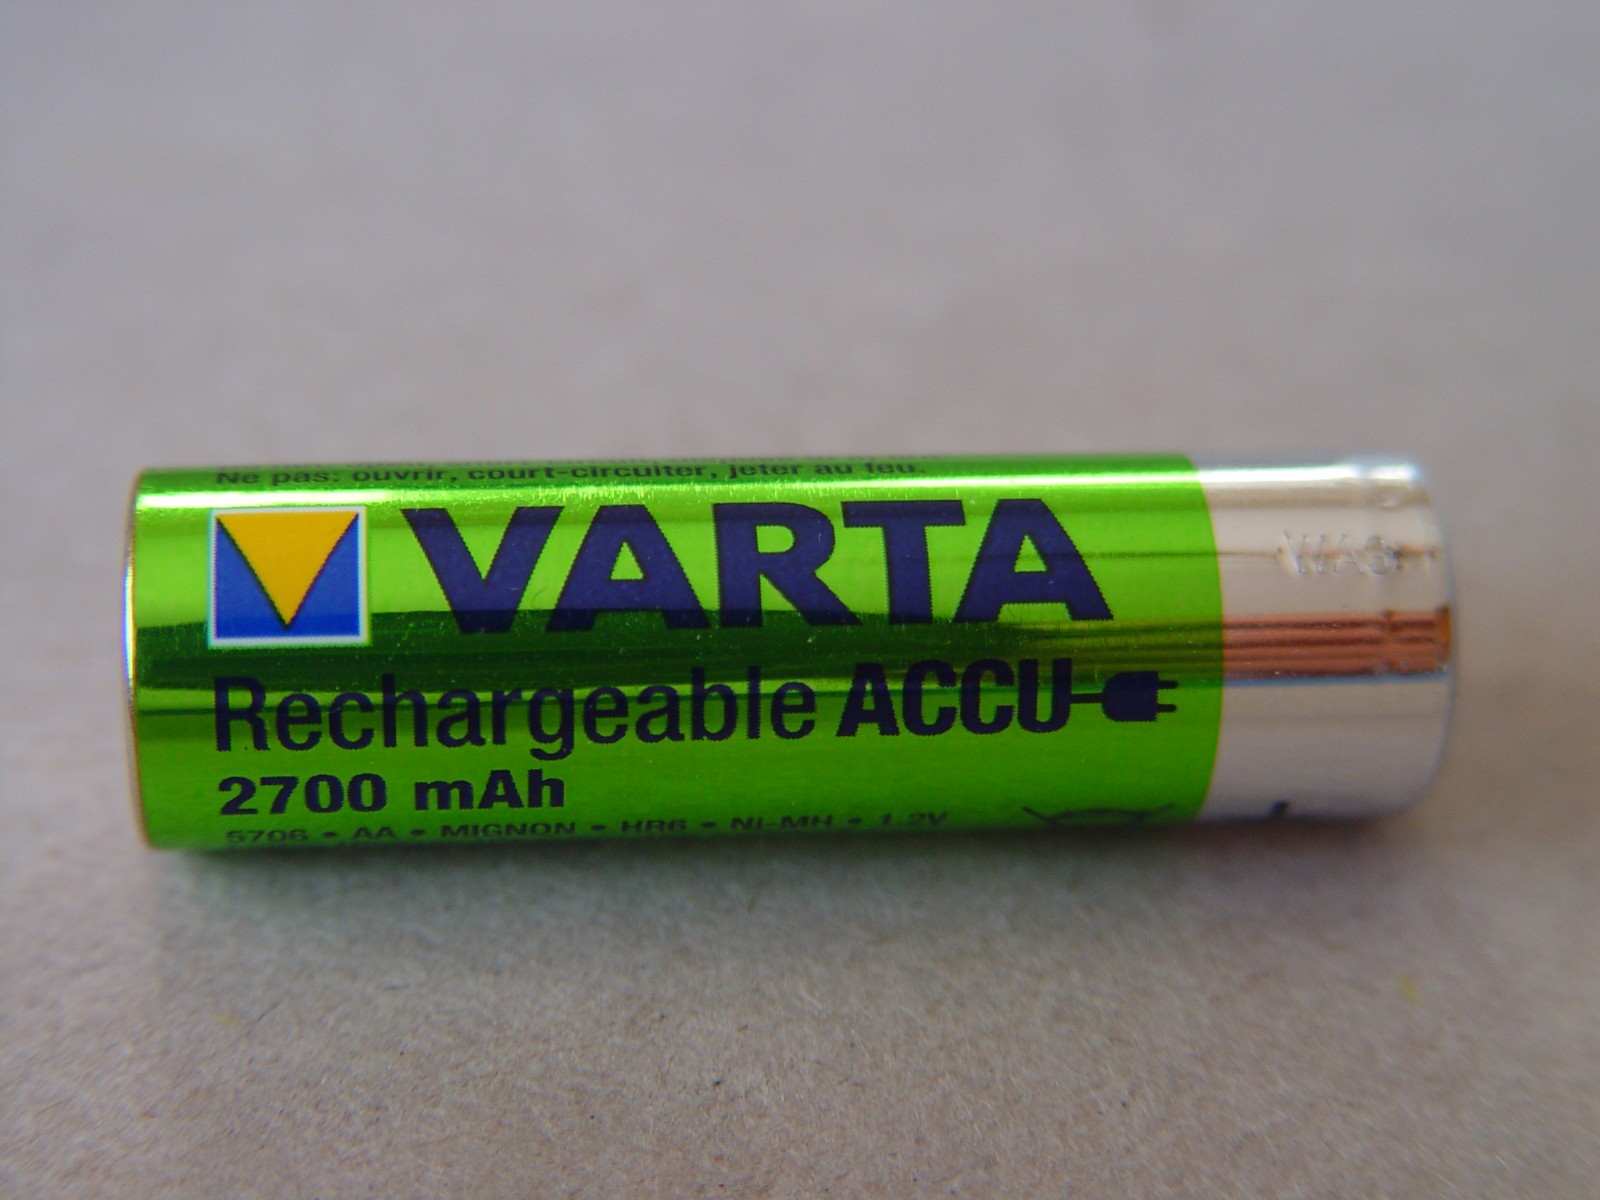 Ne pas: ouvrir, court-circuiter, jeter au feu.
VARTA
Rechargeable ACCU
2700 mAh
5706 • AA • MIGNON • HR6 • Ni-MH • 1.2V